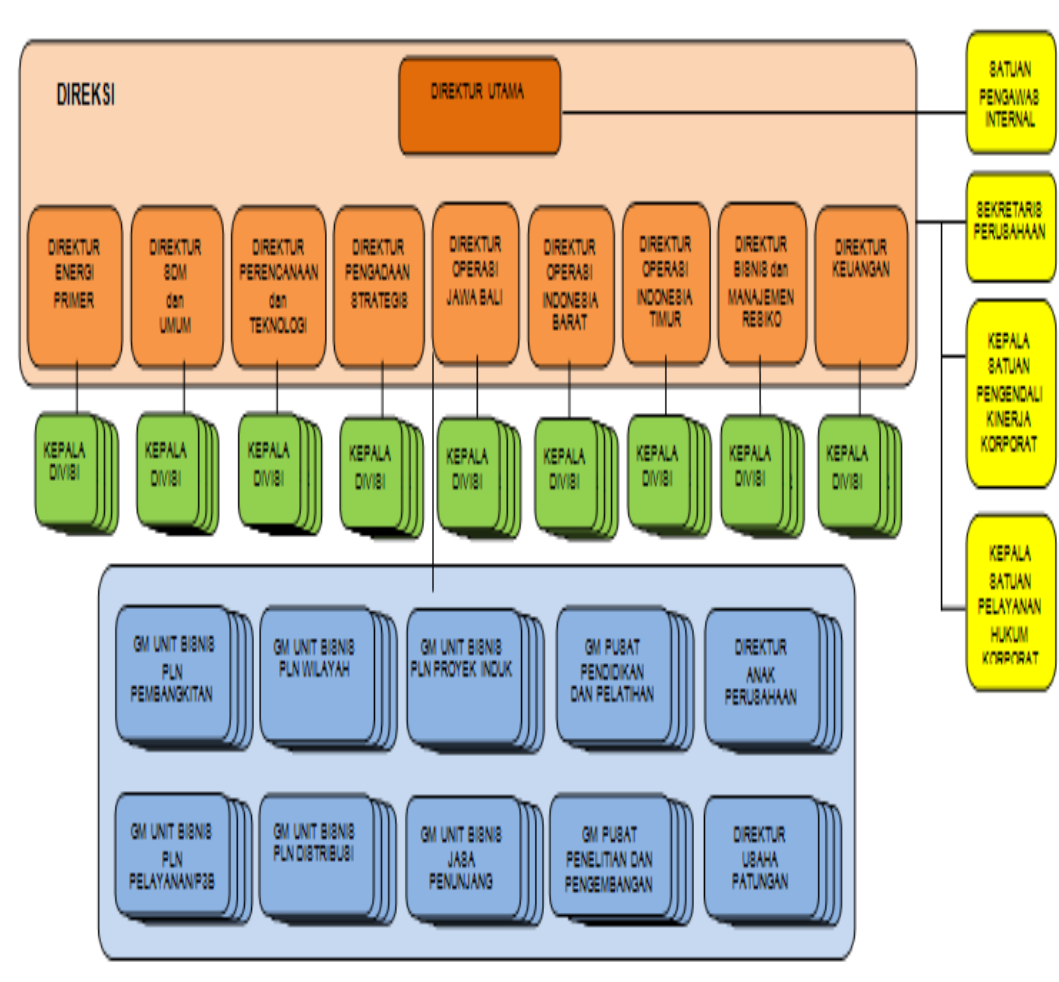 DIREKSI
DIREKTUR UTAMA
SATUAN
PENGAWAS
INTERNAL
SEKRETARIS
PERUSAHAAN
KEPALA
SATUAN
PENGENDALI
KINERJA
KORPORAT
KEPALA
SATUAN
PELAYANAN
HUKUM
KORPORAT
DIREKTUR
ENERGI
PRIMER
DIREKTUR
SDM
dan
UMUM
DIREKTUR
PERENCANAAN
dan
TEKNOLOGI
DIREKTUR
PENGADAAN
STRATEGIS
DIREKTUR
OPERASI
JAWA BALI
DIREKTUR
OPERASI
INDONESIA
BARAT
DIREKTUR
OPERASI
INDONESIA
TIMUR
DIREKTUR
BISNIS dan
MANAJEMEN
RESIKO
DIREKTUR
KEUANGAN
KEPALA
DIVISI
KEPALA
DIVISI
KEPALA
DIVISI
KEPALA
DIVISI
KEPALA
DIVISI
KEPALA
DIVISI
KEPALA
DIVISI
KEPALA
DIVISI
KEPALA
DIVISI
GM UNIT BISNIS
PLN
PEMBANGKITAN
GM UNIT BISNIS
PLN WILAYAH
GM UNIT BISNIS
PLN PROYEK INDUK
GM PUSAT
PENDIDIKAN
DAN PELATIHAN
DIREKTUR
ANAK
PERUSAHAAN
GM UNIT BISNIS
PLN
PELAYANAN/P3B
GM UNIT BISNIS
PLN DISTRIBUSI
GM UNIT BISNIS
JASA
PENUNJANG
GM PUSAT
PENELITIAN DAN
PENGEMBANGAN
DIREKTUR
USAHA
PATUNGAN